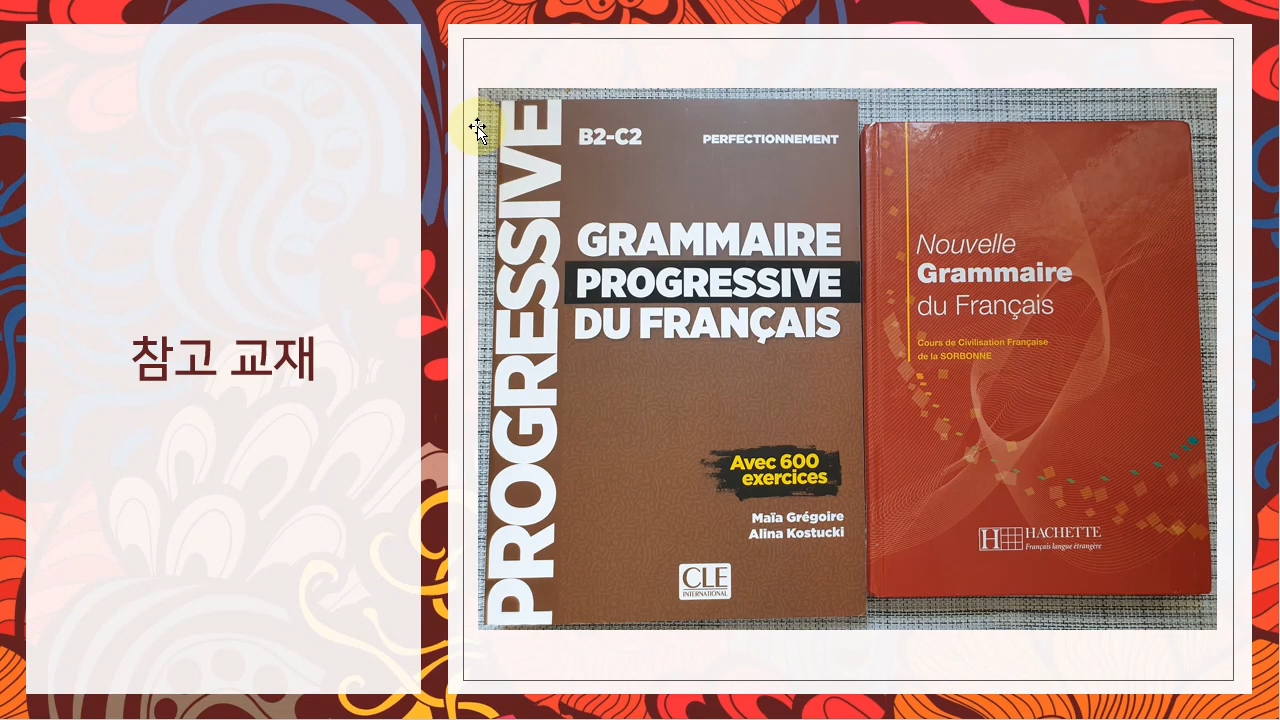 참고 교재
PROGRESSIVE
B2-C2
PERFECTIONNEMENT
GRAMMAIRE
PROGRESSIVE
DU FRANÇAIS
Avec 600
exercices
Maïa Grégoire
Alina Kostucki
CLE
INTERNATIONAL
Nouvelle
Grammaire
du Français
Cours de Civilisation Française
de la SORBONNE
H HACHETTE
Français langue étrangère